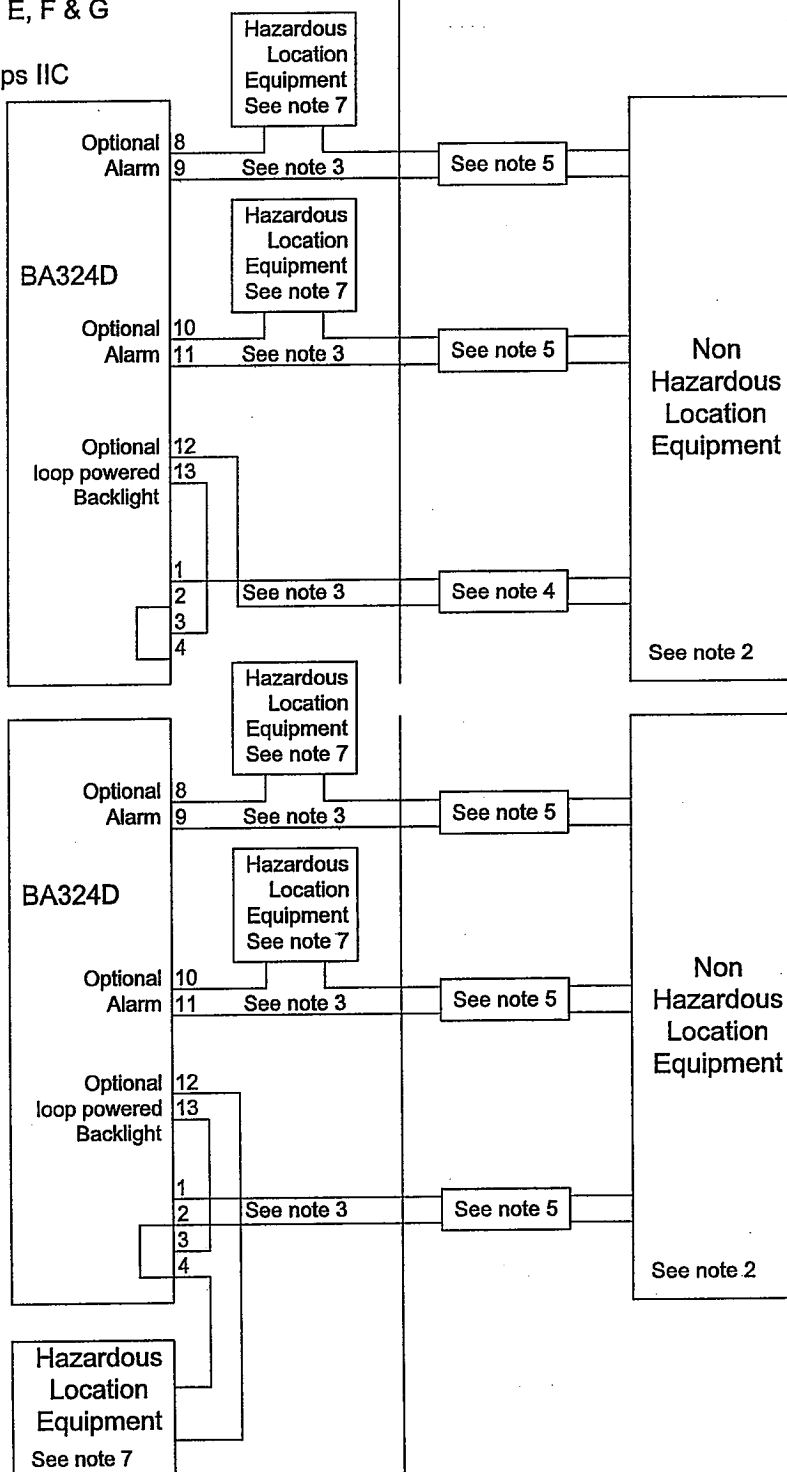 E, F & G
ps IIC
Hazardous
Location
Equipment
See note 7
Optional 8
Alarm 9
See note 3
See note 5
Hazardous
Location
Equipment
See note 7
BA324D
Optional 10
Alarm 11
See note 3
See note 5
Non
Hazardous
Location
Equipment
Optional 12
loop powered 13
Backlight
1
2
3
4
See note 3
See note 4
See note 2
Hazardous
Location
Equipment
See note 7
Optional 8
Alarm 9
See note 3
See note 5
Hazardous
Location
Equipment
See note 7
BA324D
Optional 10
Alarm 11
See note 3
See note 5
Non
Hazardous
Location
Equipment
Optional 12
loop powered 13
Backlight
1
2
3
4
See note 3
See note 5
See note 2
Hazardous
Location
Equipment
See note 7